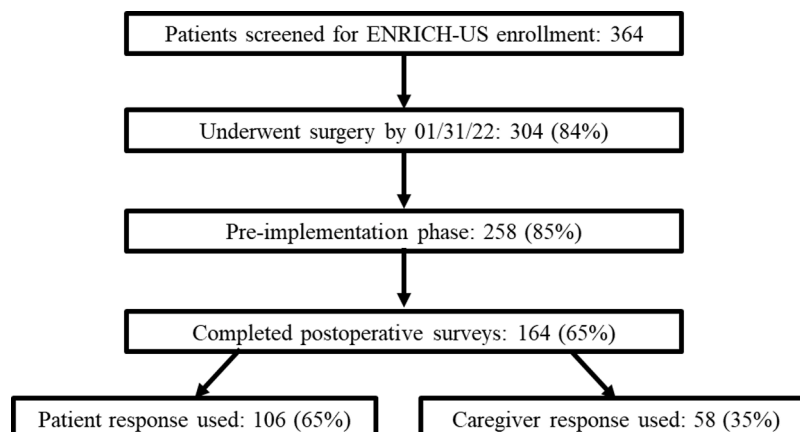 Patients screened for ENRICH-US enrollment: 364
Underwent surgery by 01/31/22: 304 (84%)
Pre-implementation phase: 258 (85%)
Completed postoperative surveys: 164 (65%)
Patient response used: 106 (65%)
Caregiver response used: 58 (35%)